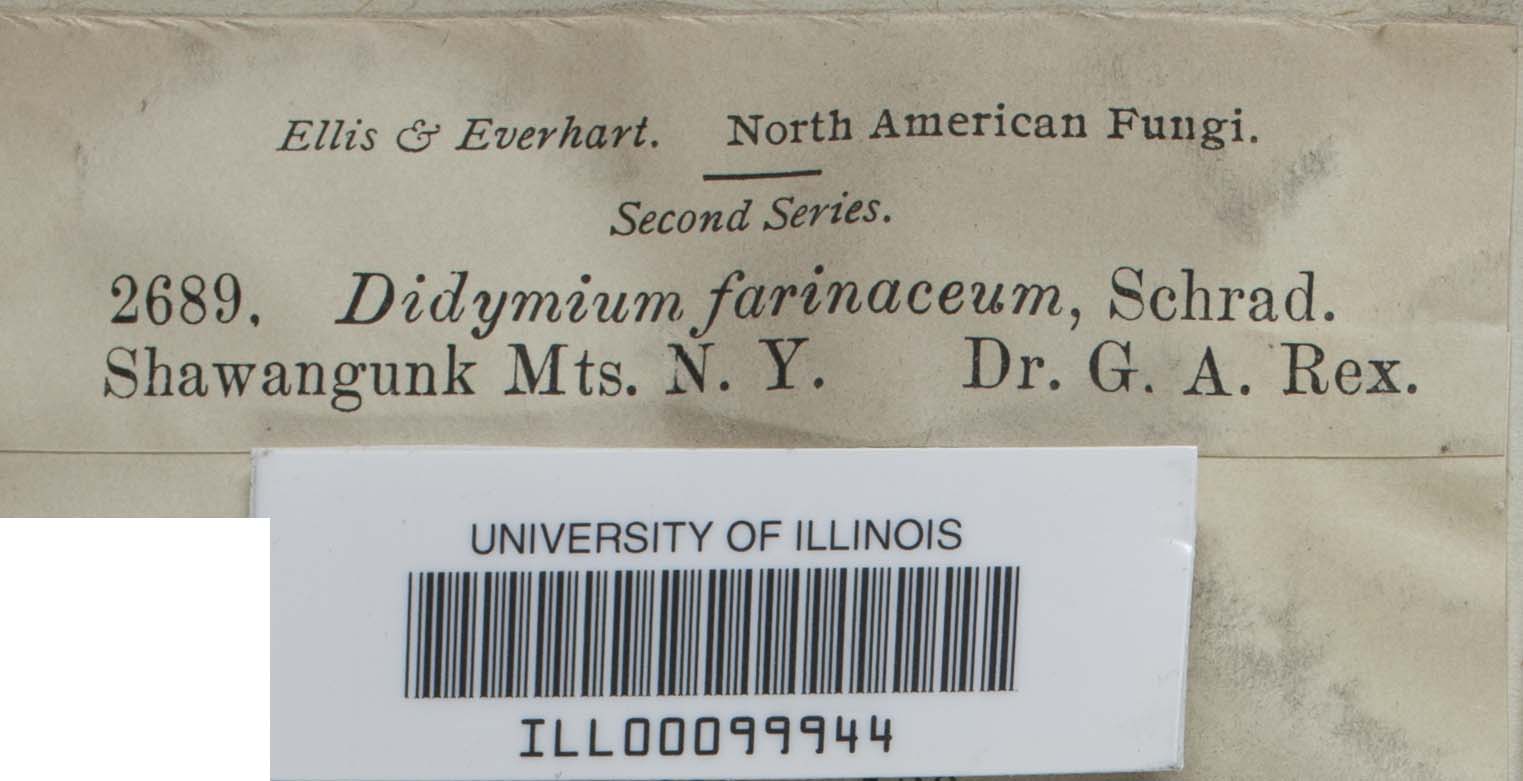 Ellis & Everhart. North American Fungi.
Second Series.
2689. Didymium farinaceum, Schrad.
Shawangunk Mts. N. Y. Dr. G. A. Rex.
UNIVERSITY OF ILLINOIS
ILL00099944